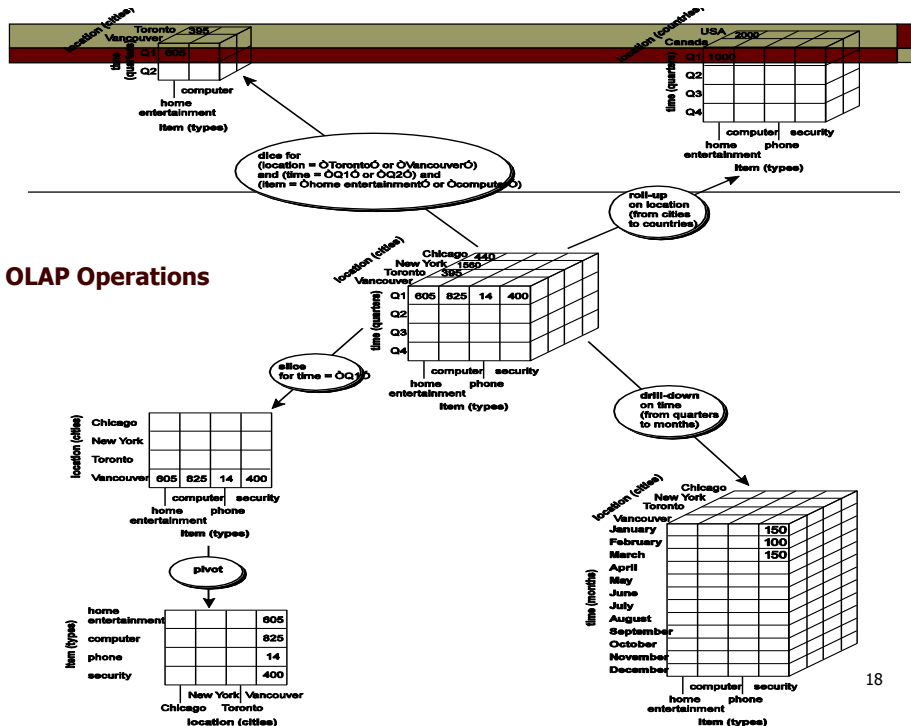 location (cities)
Toronto 395
Vancouver
Q1 605
Q2
time (quarters)
computer
home entertainment
Item (types)
location (countries)
USA 2000
Canada
Q1 1000
Q2
Q3
Q4
time (quarters)
computer security
home entertainment phone
Item (types)
dice for
(location = ÒTorontoÓ or ÒVancouverÓ)
and (time = ÒQ1Ó or ÒQ2Ó) and
(item = ÒhomeentertainmentÓ or ÒcomputerÓ)
roll-up
on location
(from cities
to countries)
OLAP Operations
location (cities)
Chicago 440
New York 1560
Toronto 395
Vancouver
Q1 605 825 14 400
Q2
Q3
Q4
time (quarters)
computer security
home entertainment phone
Item (types)
slice
for time = ÒQ1Ó
drill-down
on time
(from quarters
to months)
location (cities)
Chicago
New York
Toronto
Vancouver 605 825 14 400
computer security
home entertainment phone
Item (types)
pivot
Item (types)
home entertainment 605
computer 825
phone 14
security 400
New York Vancouver
Chicago Toronto
location (cities)
location (cities)
Chicago
New York
Toronto
Vancouver
January 150
February 100
March 150
April
May
June
July
August
September
October
November
December
time (months)
computer security
home entertainment phone
Item (types)
18